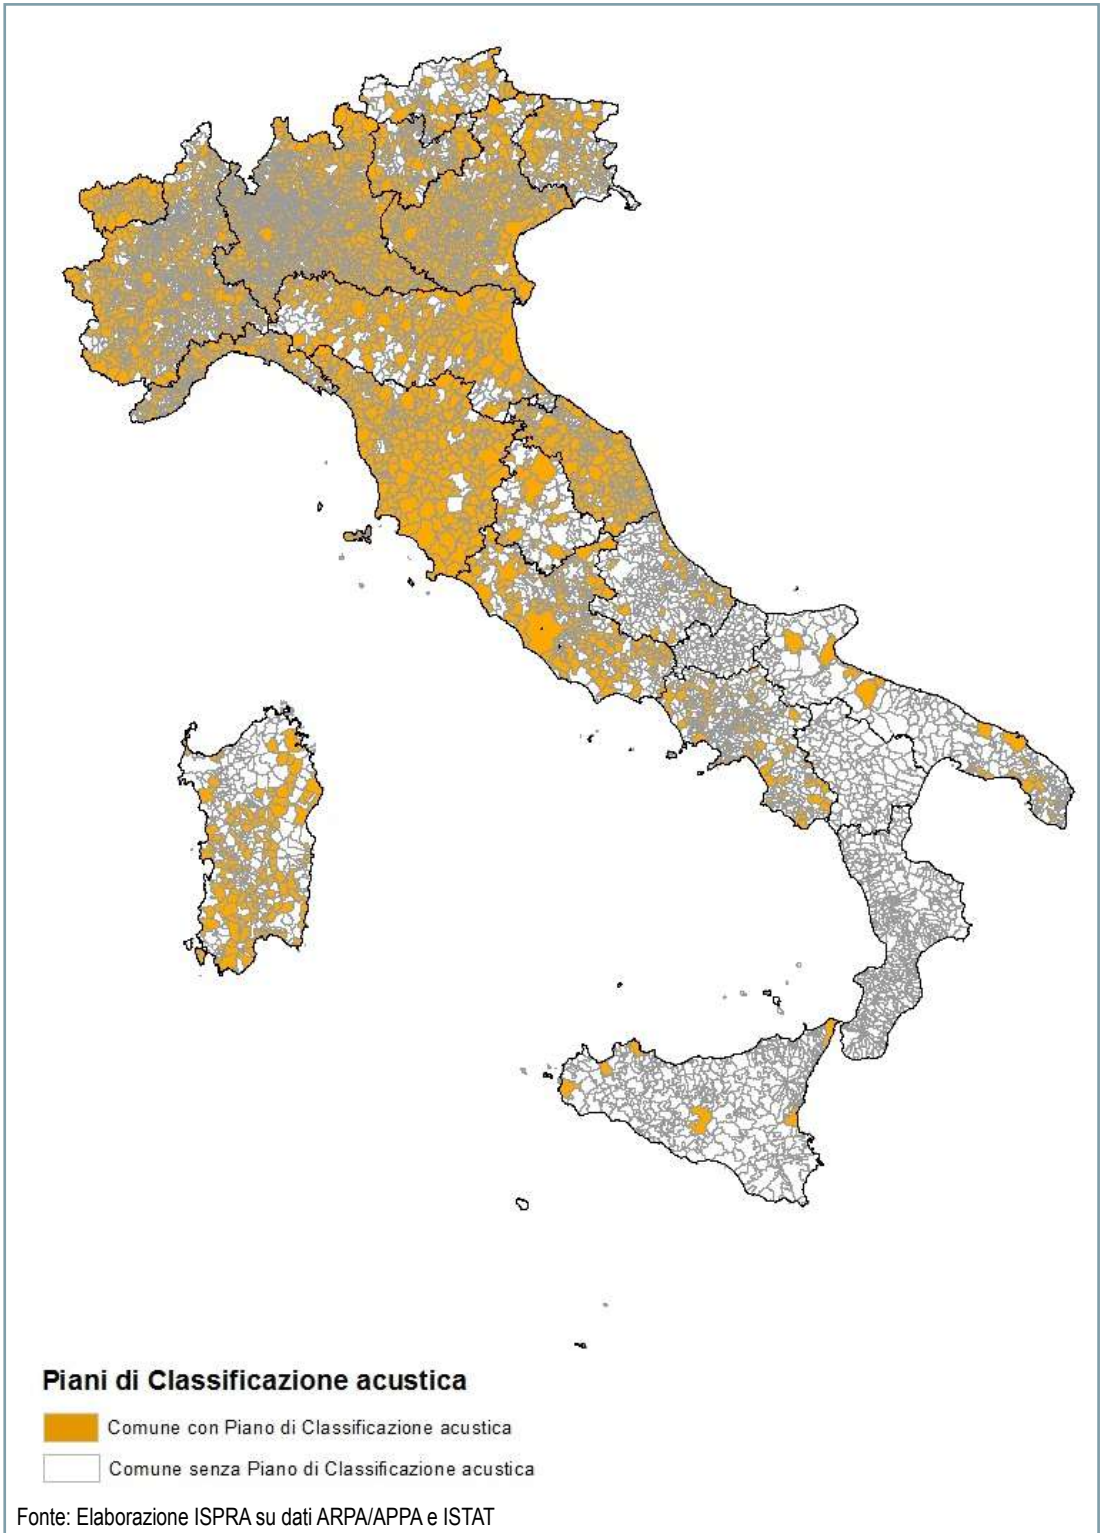 Piani di Classificazione acustica
Comune con Piano di Classificazione acustica
Comune senza Piano di Classificazione acustica
Fonte: Elaborazione ISPRA su dati ARPA/APPA e ISTAT